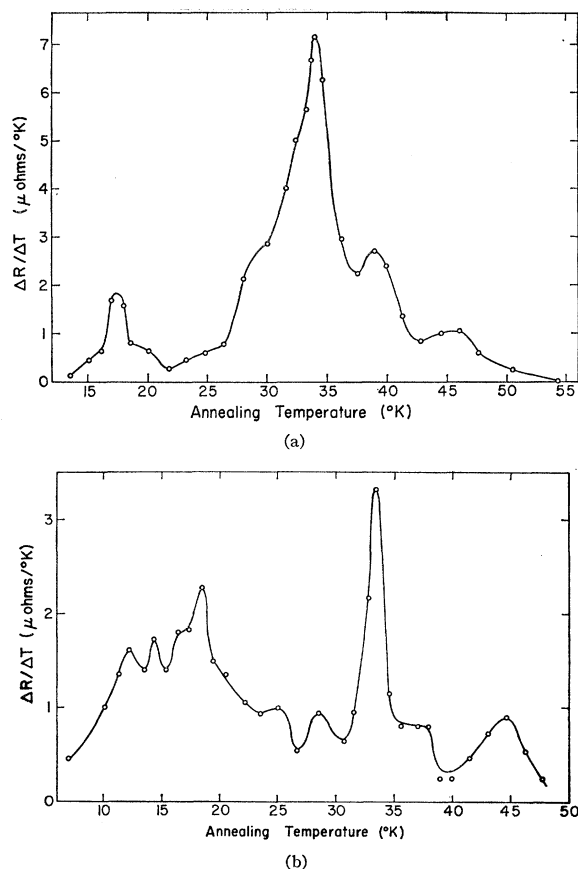 7
6
5
4
3
2
1
0
ΔR/ΔT (μ ohms/°K)
15 20 25 30 35 40 45 50 55
Annealing Temperature (°K)
(a)
3
2
1
0
ΔR/ΔT (μ ohms/°K)
10 15 20 25 30 35 40 45 50
Annealing Temperature (°K)
(b)